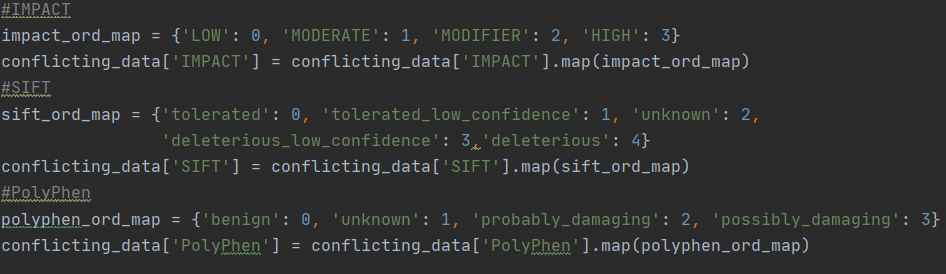 #IMPACT
impact_ord_map = {'LOW': 0, 'MODERATE': 1, 'MODIFIER': 2, 'HIGH': 3}
conflicting_data['IMPACT'] = conflicting_data['IMPACT'].map(impact_ord_map)
#SIFT
sift_ord_map = {'tolerated': 0, 'tolerated_low_confidence': 1, 'unknown': 2,
                'deleterious_low_confidence': 3,'deleterious': 4}
conflicting_data['SIFT'] = conflicting_data['SIFT'].map(sift_ord_map)
#PolyPhen
polyphen_ord_map = {'benign': 0, 'unknown': 1, 'probably_damaging': 2, 'possibly_damaging': 3}
conflicting_data['PolyPhen'] = conflicting_data['PolyPhen'].map(polyphen_ord_map)